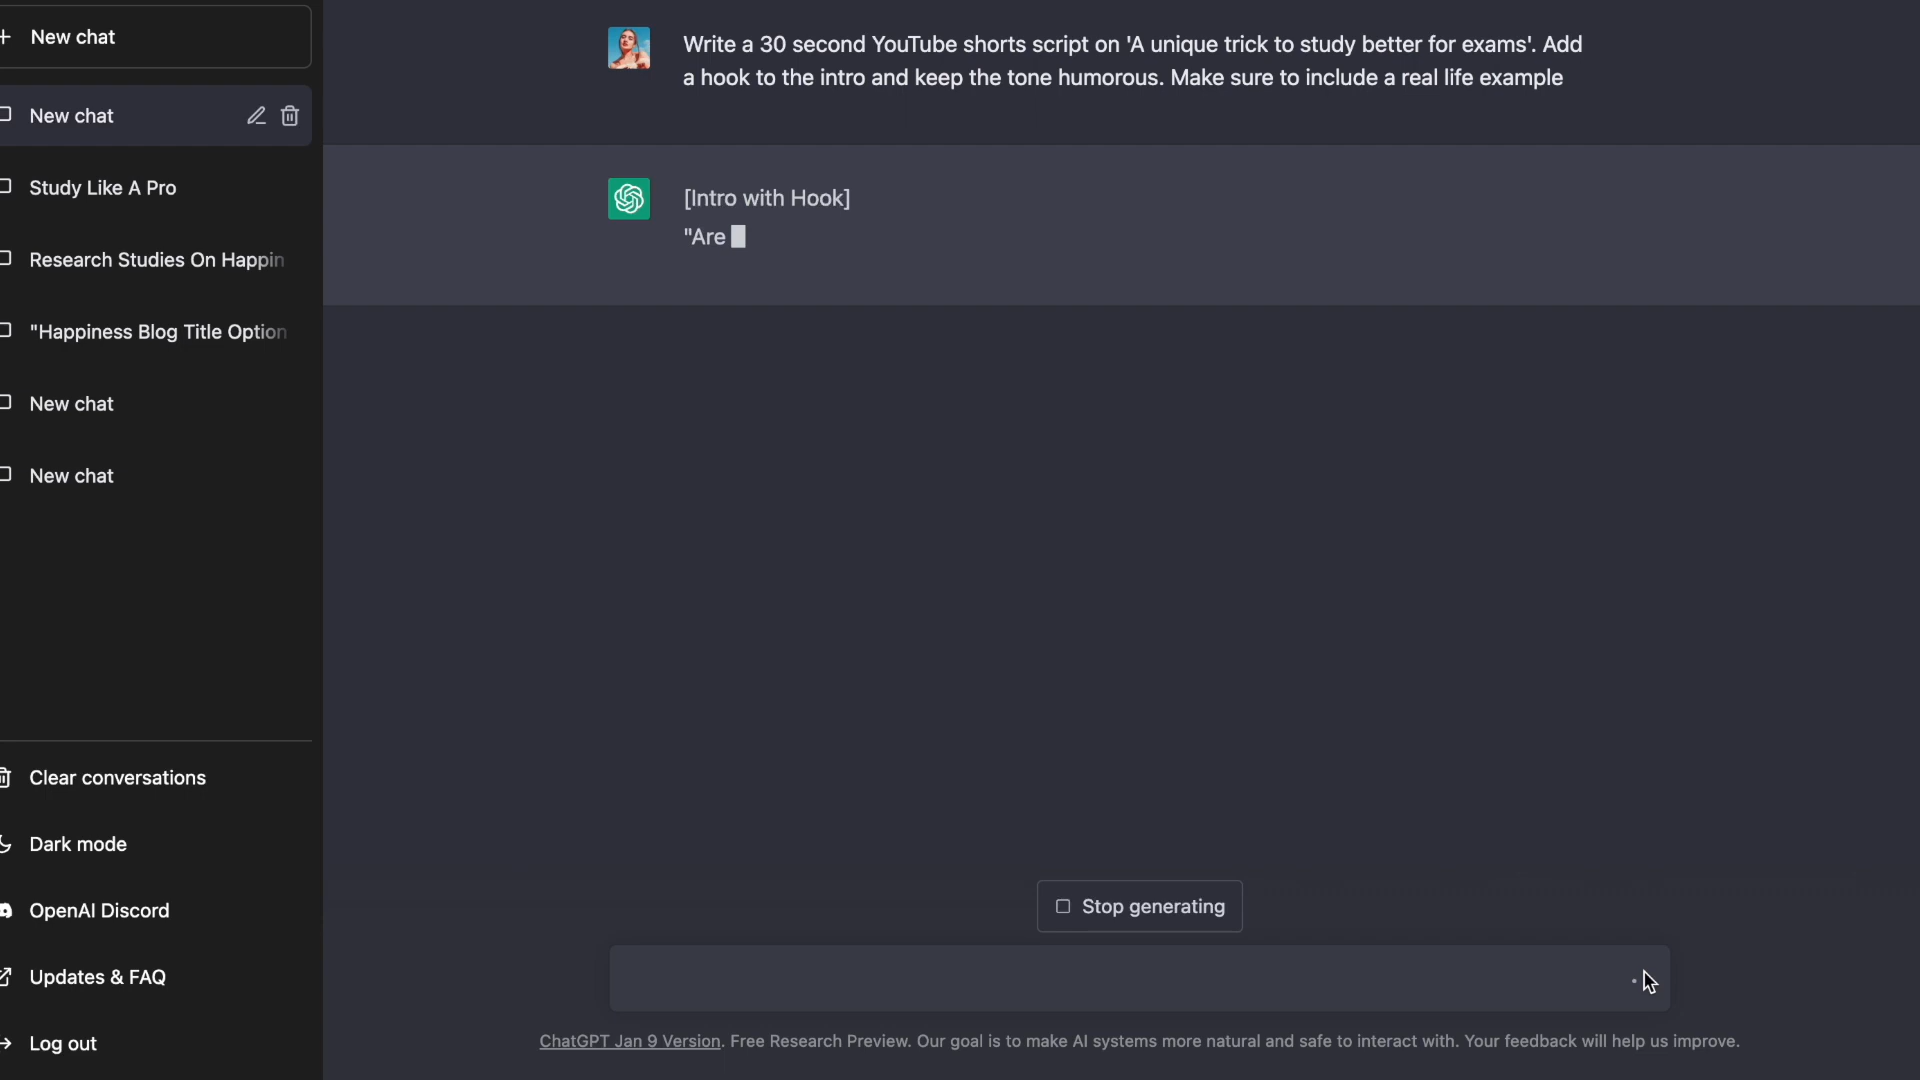 New chat
New chat
Study Like A Pro
Research Studies On Happin
"Happiness Blog Title Option
New chat
New chat
Clear conversations
Dark mode
OpenAI Discord
Updates & FAQ
Log out
Write a 30 second YouTube shorts script on 'A unique trick to study better for exams'. Add
a hook to the intro and keep the tone humorous. Make sure to include a real life example
[Intro with Hook]
"Are
Stop generating
ChatGPT Jan 9 Version. Free Research Preview. Our goal is to make AI systems more natural and safe to interact with. Your feedback will help us improve.